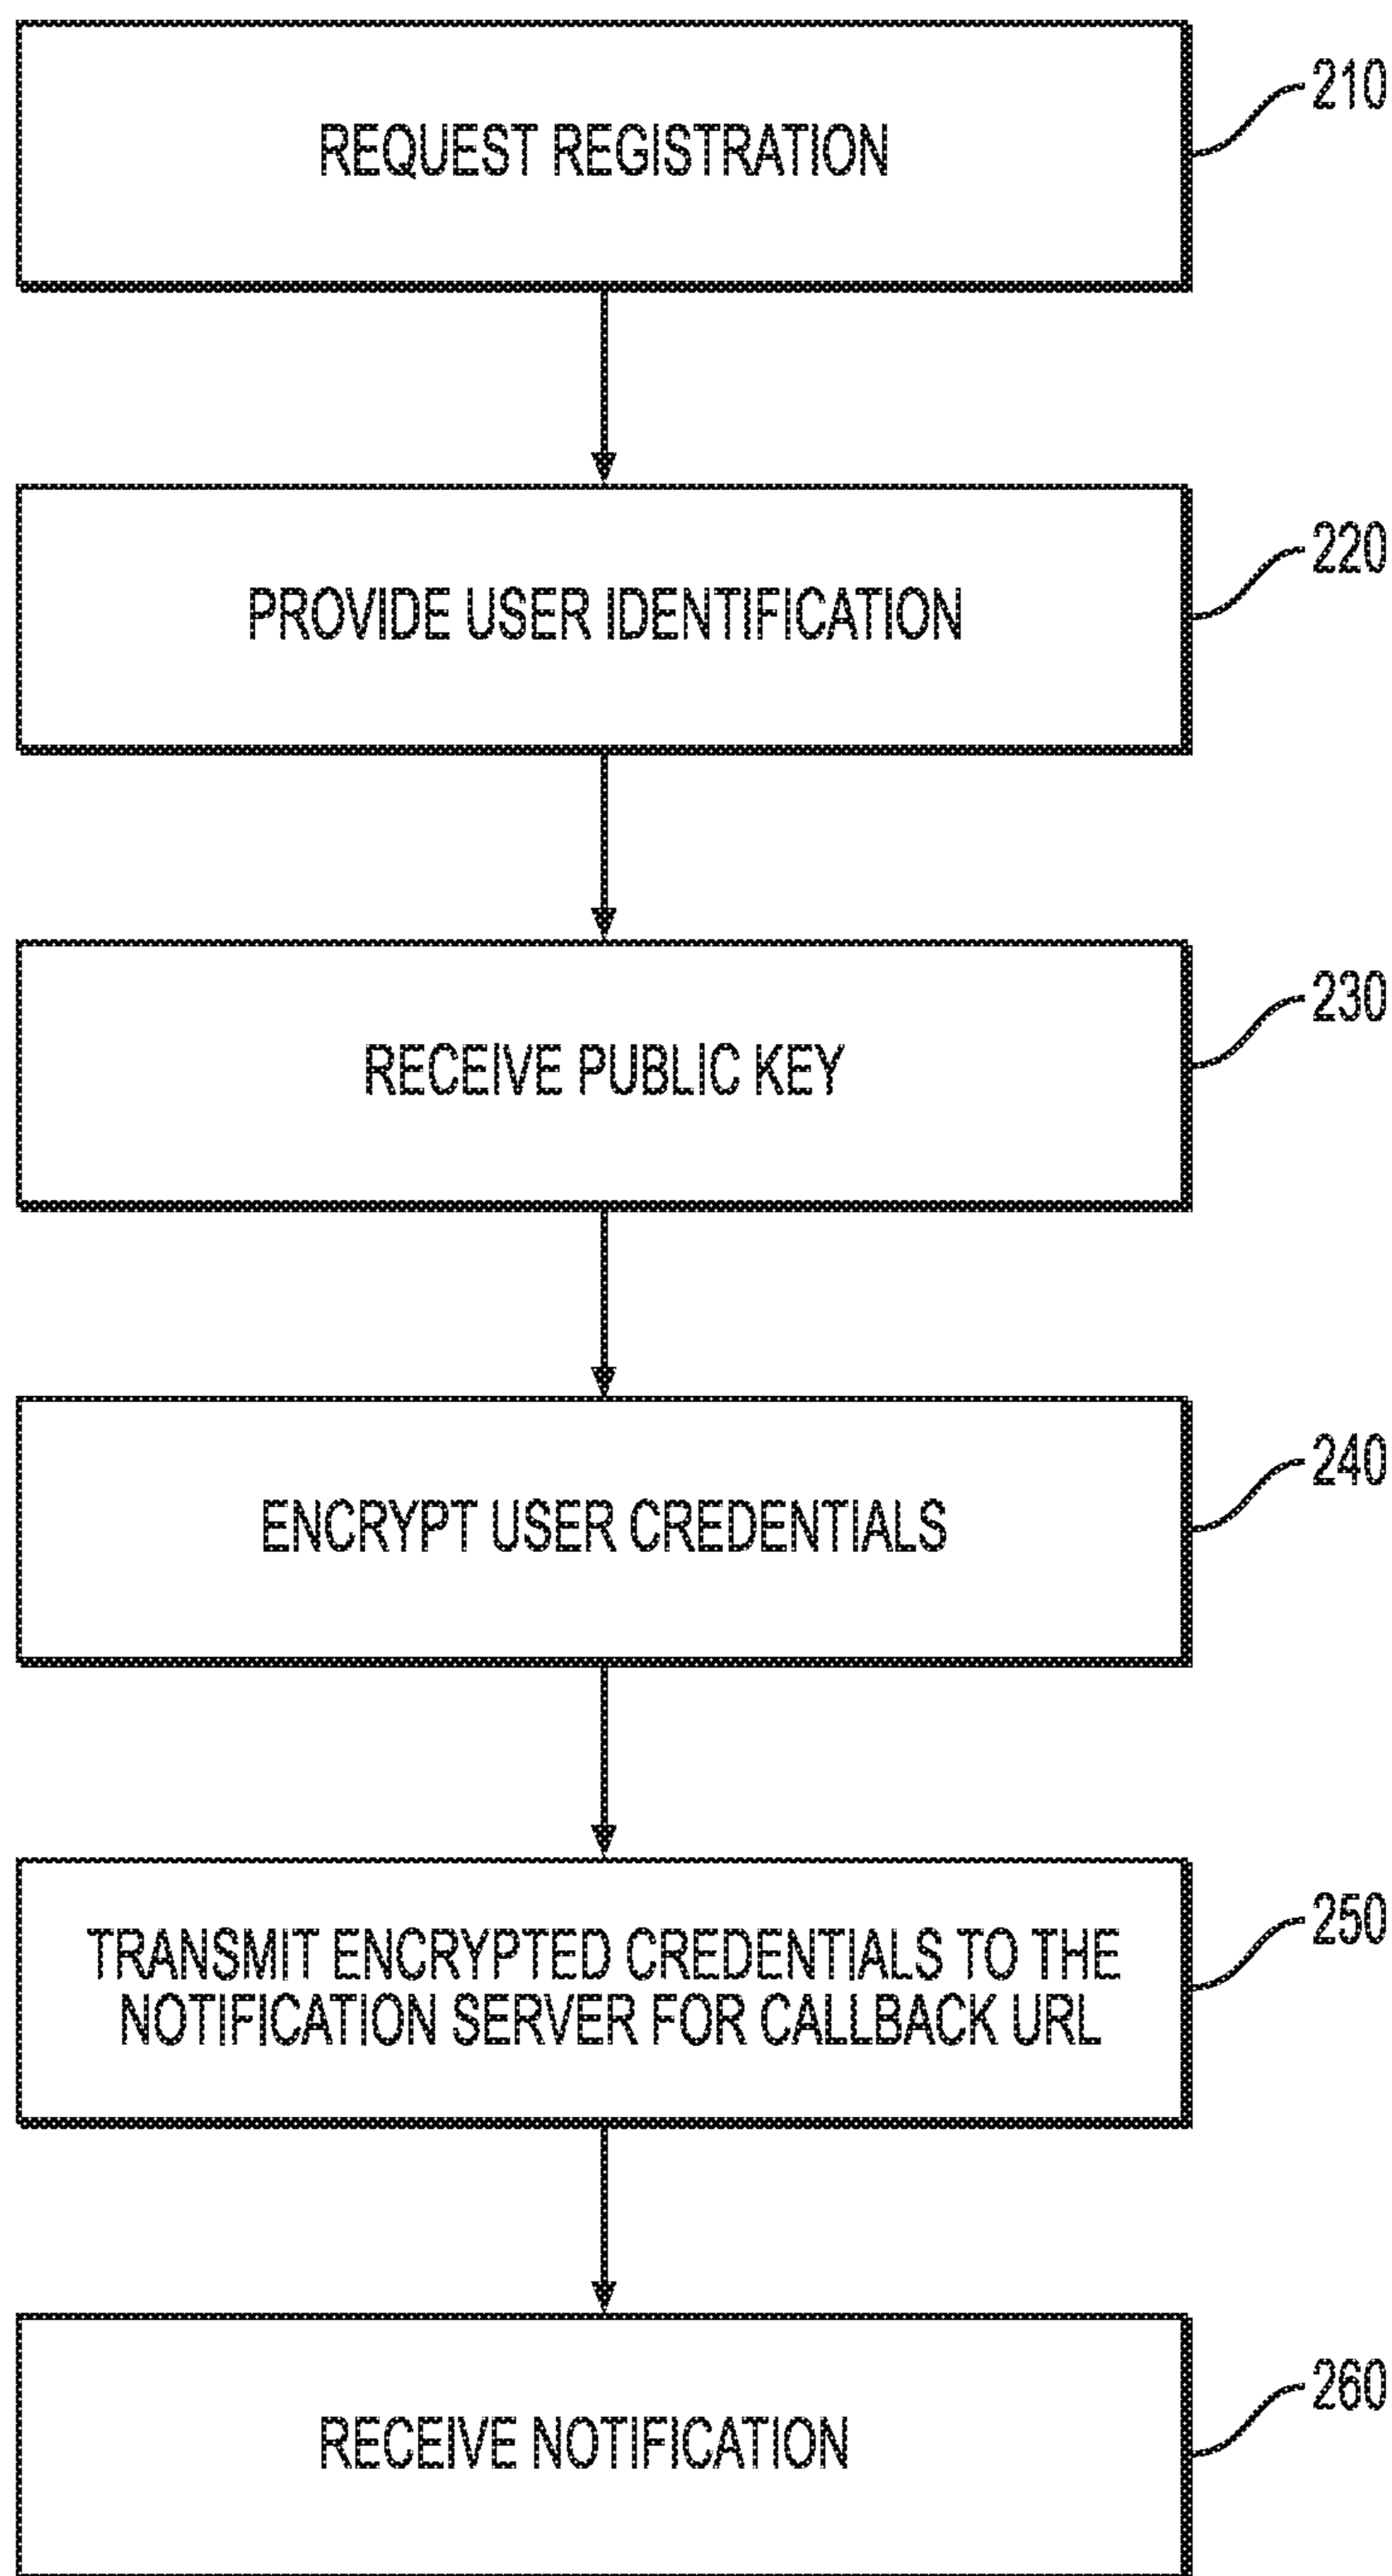 REQUEST REGISTRATION
210
PROVIDE USER IDENTIFICATION
220
RECEIVE PUBLIC KEY
230
ENCRYPT USER CREDENTIALS
240
TRANSMIT ENCRYPTED CREDENTIALS TO THE
NOTIFICATION SERVER FOR CALLBACK URL
250
RECEIVE NOTIFICATION
260